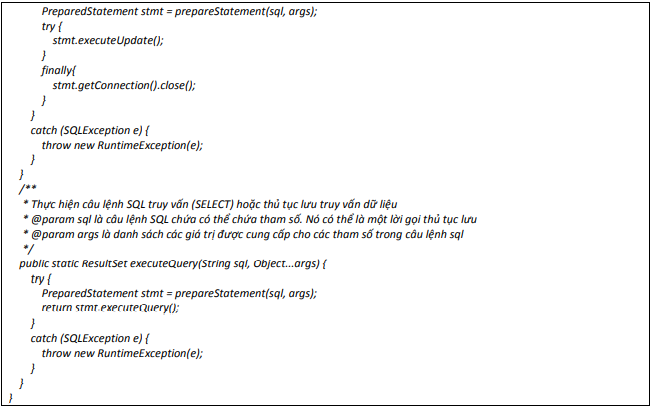 PreparedStatement stmt = prepareStatement(sql, args);
try {
stmt.executeUpdate();
}
finally{
stmt.getConnection().close();
}
}
catch (SQLException e) {
throw new RuntimeException(e);
}
}
/**
* Thực hiện câu lệnh SQL truy vấn (SELECT) hoặc thủ tục lưu truy vấn dữ liệu
* @param sql là câu lệnh SQL chứa có thể chứa tham số. Nó có thể là một lời gọi thủ tục lưu
* @param args là danh sách các giá trị được cung cấp cho các tham số trong câu lệnh sql
*/
public static ResultSet executeQuery(String sql, Object...args) {
try {
PreparedStatement stmt = prepareStatement(sql, args);
return stmt.executeQuery();
}
catch (SQLException e) {
throw new RuntimeException(e);
}
}
}